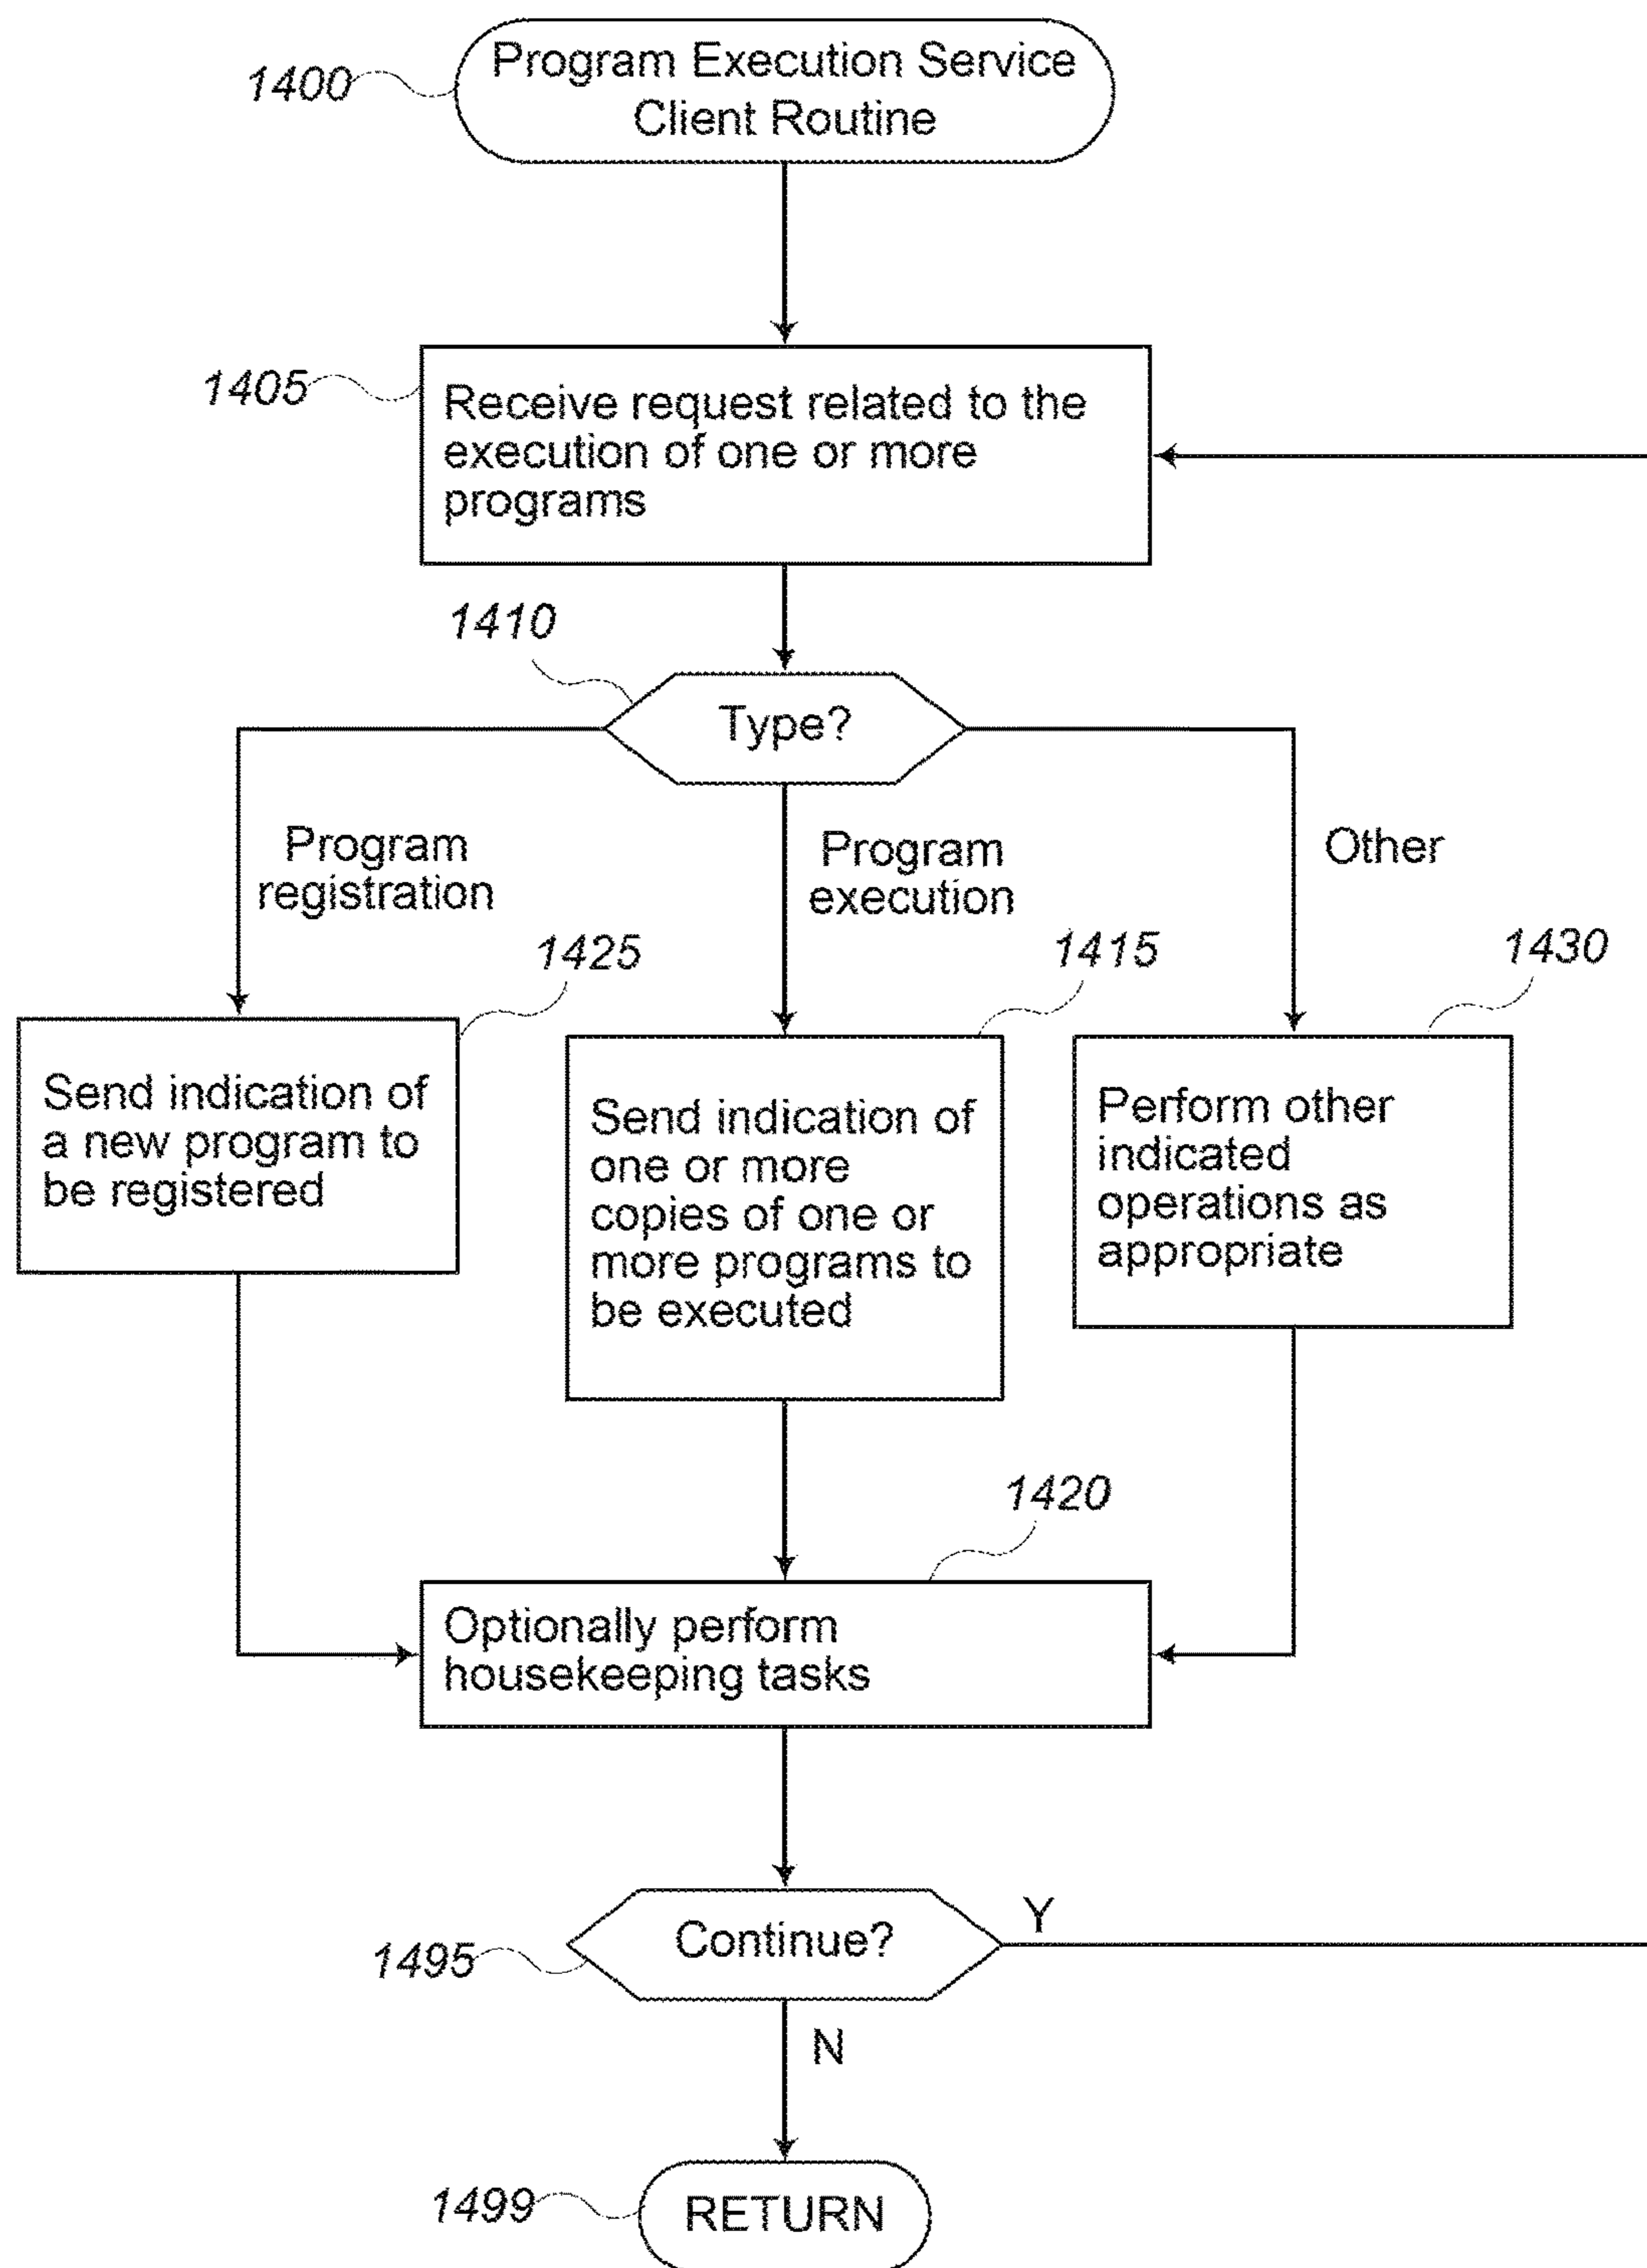 1400
Program Execution Service
Client Routine
1405
Receive request related to the
execution of one or more
programs
1410
Type?
Program
registration
Program
execution
Other
1425
1415
1430
Send indication of
a new program to
be registered
Send indication of
one or more
copies of one or
more programs to
be executed
Perform other
indicated
operations as
appropriate
1420
Optionally perform
housekeeping tasks
1495
Continue?
Y
N
1499
RETURN